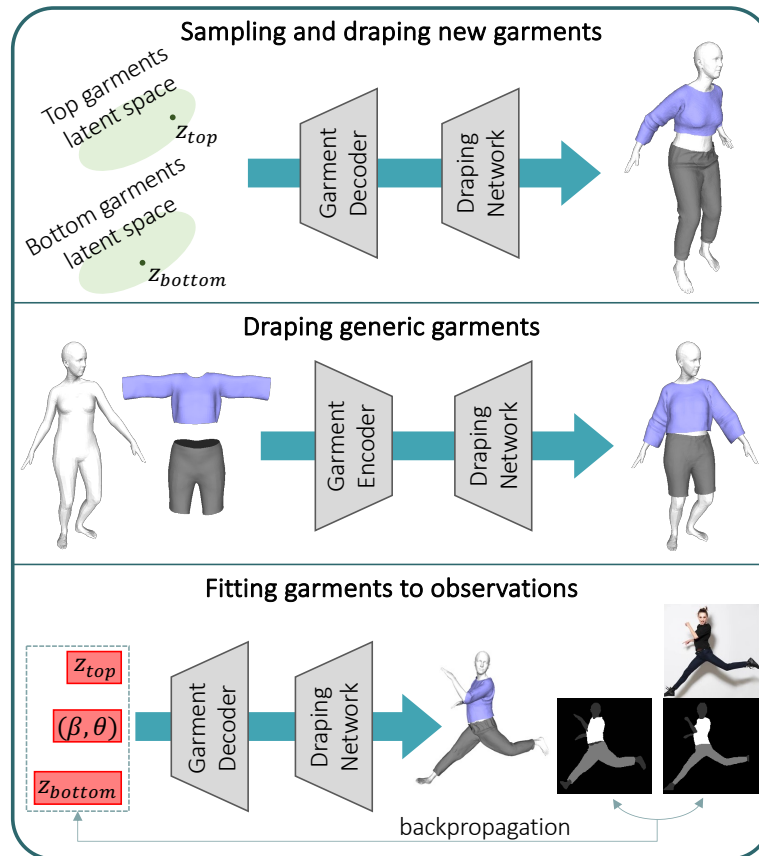 Sampling and draping new garments
Top garments
latent space
z_top
Bottom garments
latent space
z_bottom
Garment
Decoder
Draping
Network
Draping generic garments
Garment
Encoder
Draping
Network
Fitting garments to observations
z_top
(β, θ)
z_bottom
Garment
Decoder
Draping
Network
backpropagation